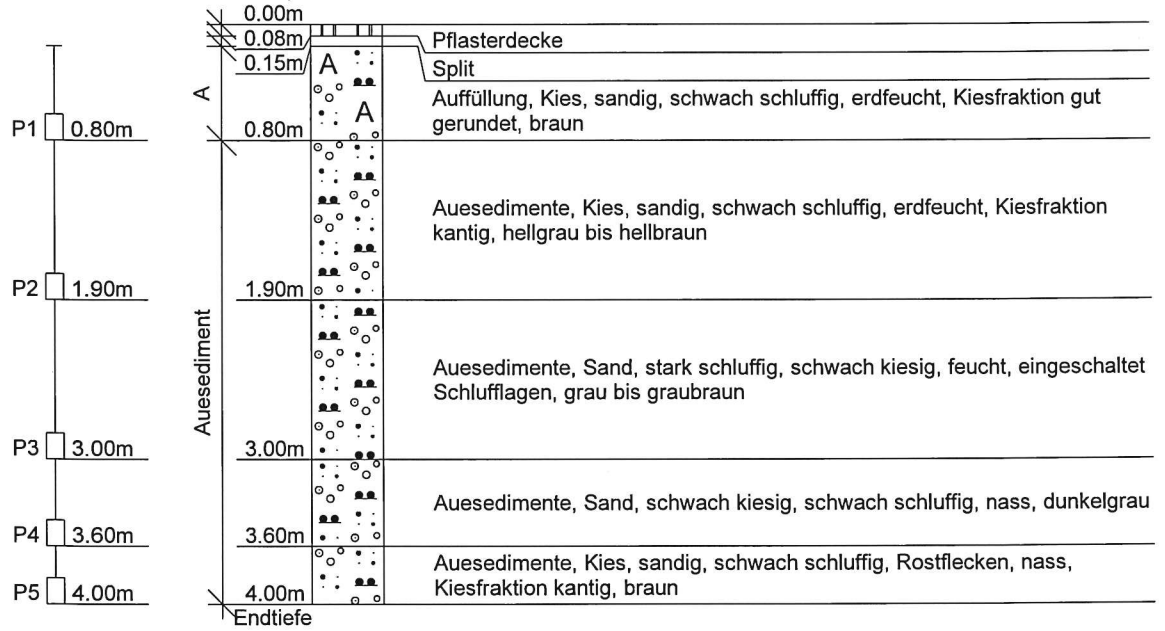 0.00m
0.08m Pflasterdecke
0.15m Split
A
A
A
Auffüllung, Kies, sandig, schwach schluffig, erdfeucht, Kiesfraktion gut
gerundet, braun
P1 0.80m 0.80m
Auesedimente, Kies, sandig, schwach schluffig, erdfeucht, Kiesfraktion
kantig, hellgrau bis hellbraun
P2 1.90m 1.90m
Auesediment
Auesedimente, Sand, stark schluffig, schwach kiesig, feucht, eingeschaltet
Schlufflagen, grau bis graubraun
P3 3.00m 3.00m
Auesedimente, Sand, schwach kiesig, schwach schluffig, nass, dunkelgrau
P4 3.60m 3.60m
Auesedimente, Kies, sandig, schwach schluffig, Rostflecken, nass,
Kiesfraktion kantig, braun
P5 4.00m 4.00m
Endtiefe